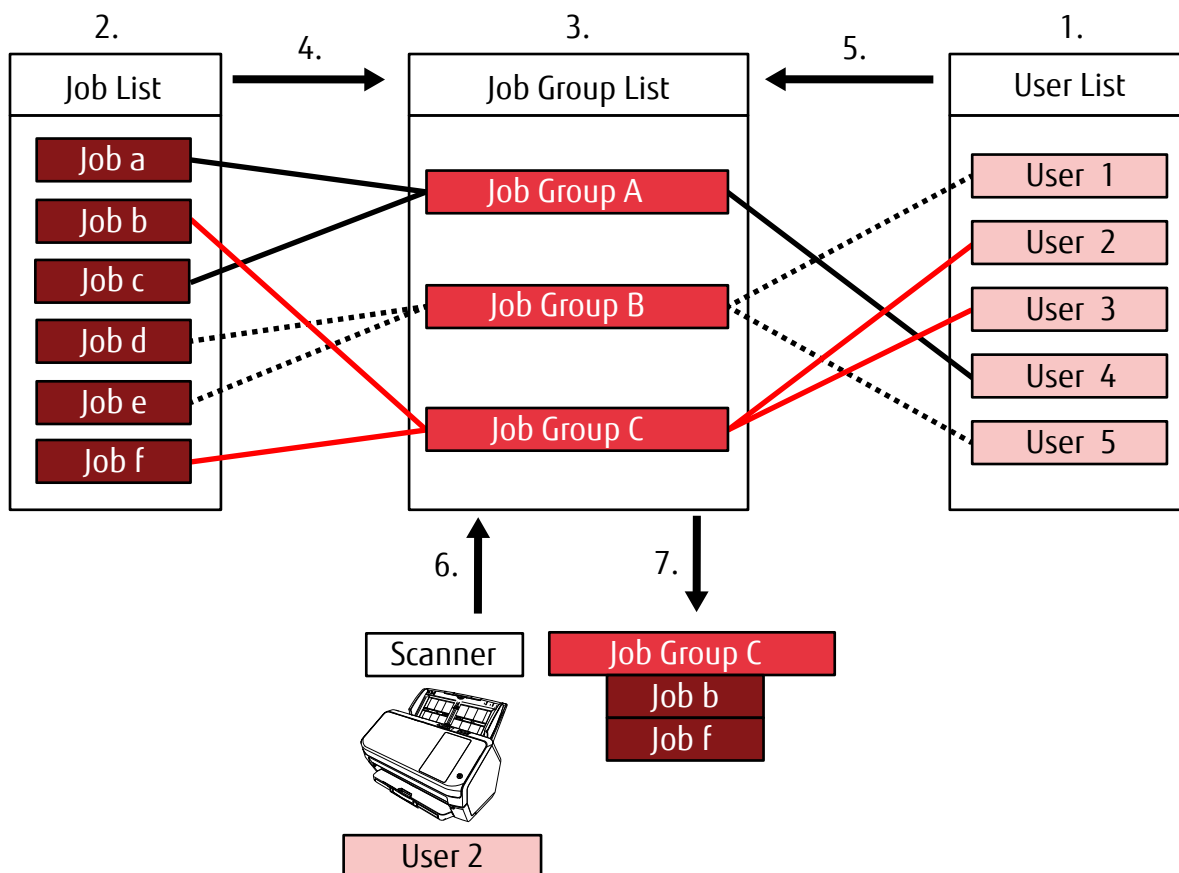 2.
4.
3.
5.
1.
Job List
Job Group List
User List
Job a
Job b
Job c
Job d
Job e
Job f
Job Group A
Job Group B
Job Group C
User 1
User 2
User 3
User 4
User 5
6.
7.
Scanner
User 2
Job Group C
Job b
Job f